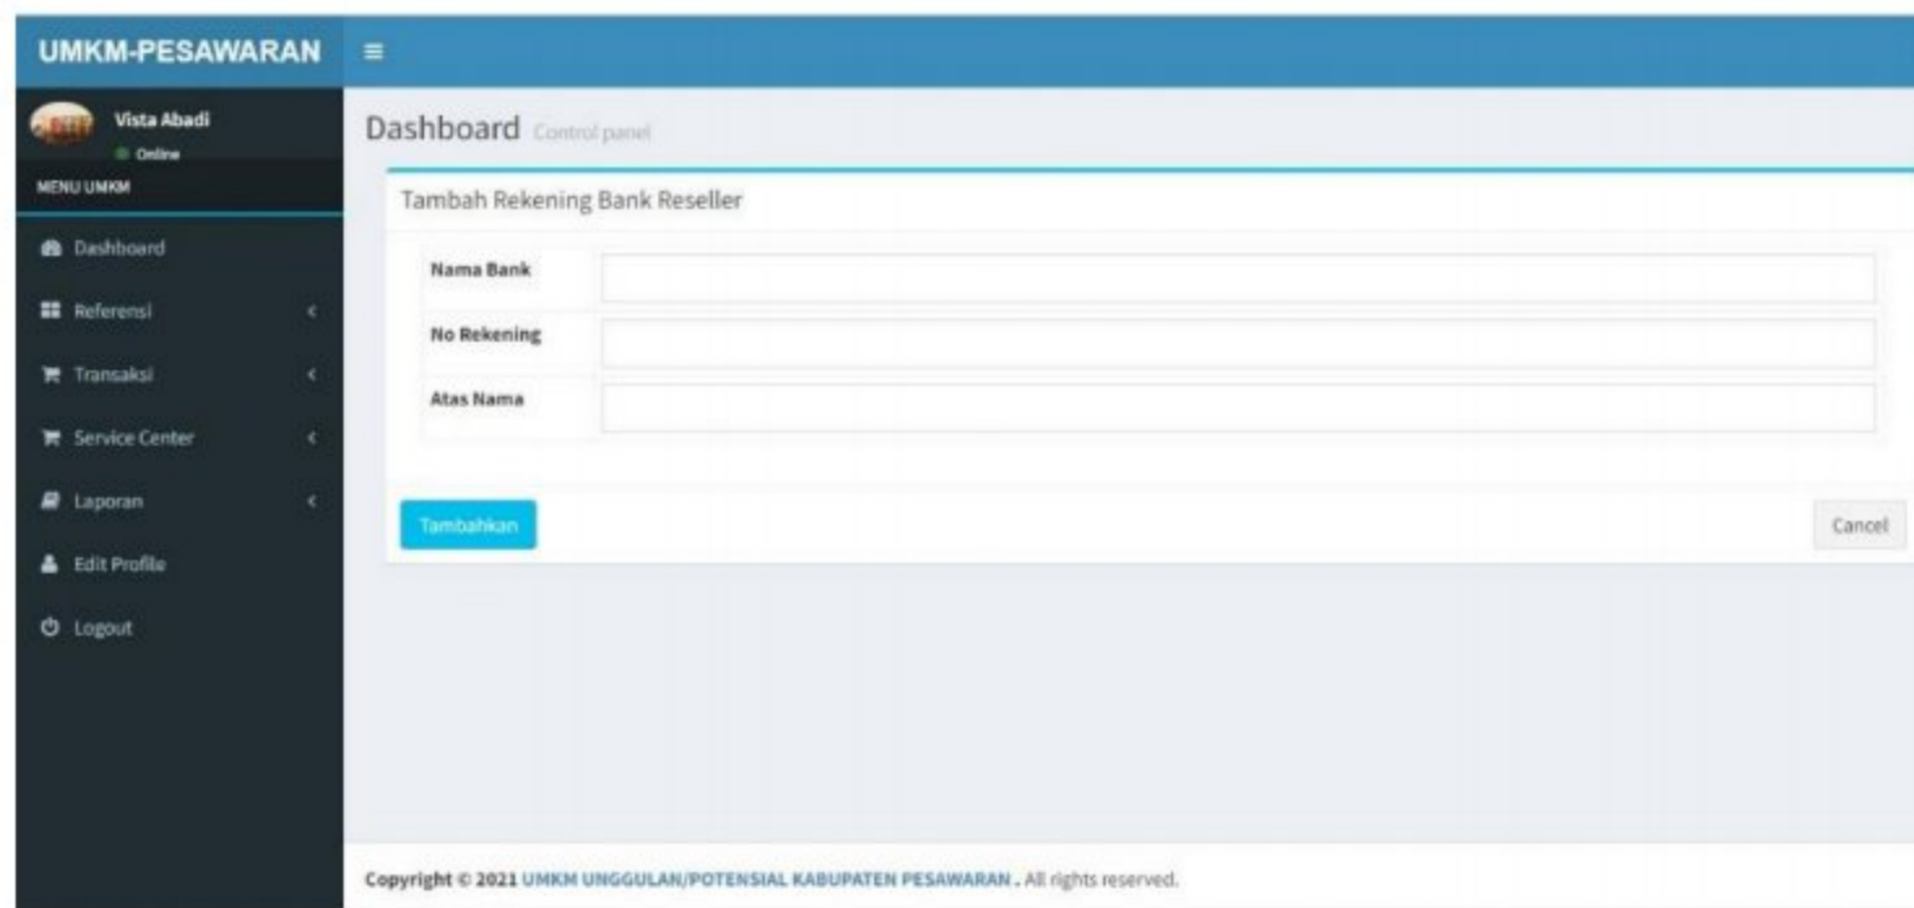 UMKM-PESAWARAN
Vista Abadi
Online
MENU UMKM
Dashboard
Referensi
Transaksi
Service Center
Laporan
Edit Profile
Logout
Dashboard Control panel
Tambah Rekening Bank Reseller
Nama Bank
No Rekening
Atas Nama
Tambahkan
Cancel
Copyright © 2021 UMKM UNGGULAN/POTENSIAL KABUPATEN PESAWARAN . All rights reserved.